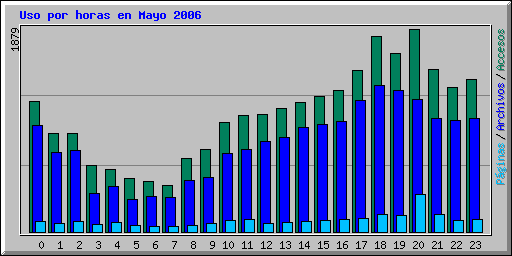 Uso por horas en Mayo 2006
1879
Páginas / Archivos / Accesos
0 1 2 3 4 5 6 7 8 9 10 11 12 13 14 15 16 17 18 19 20 21 22 23